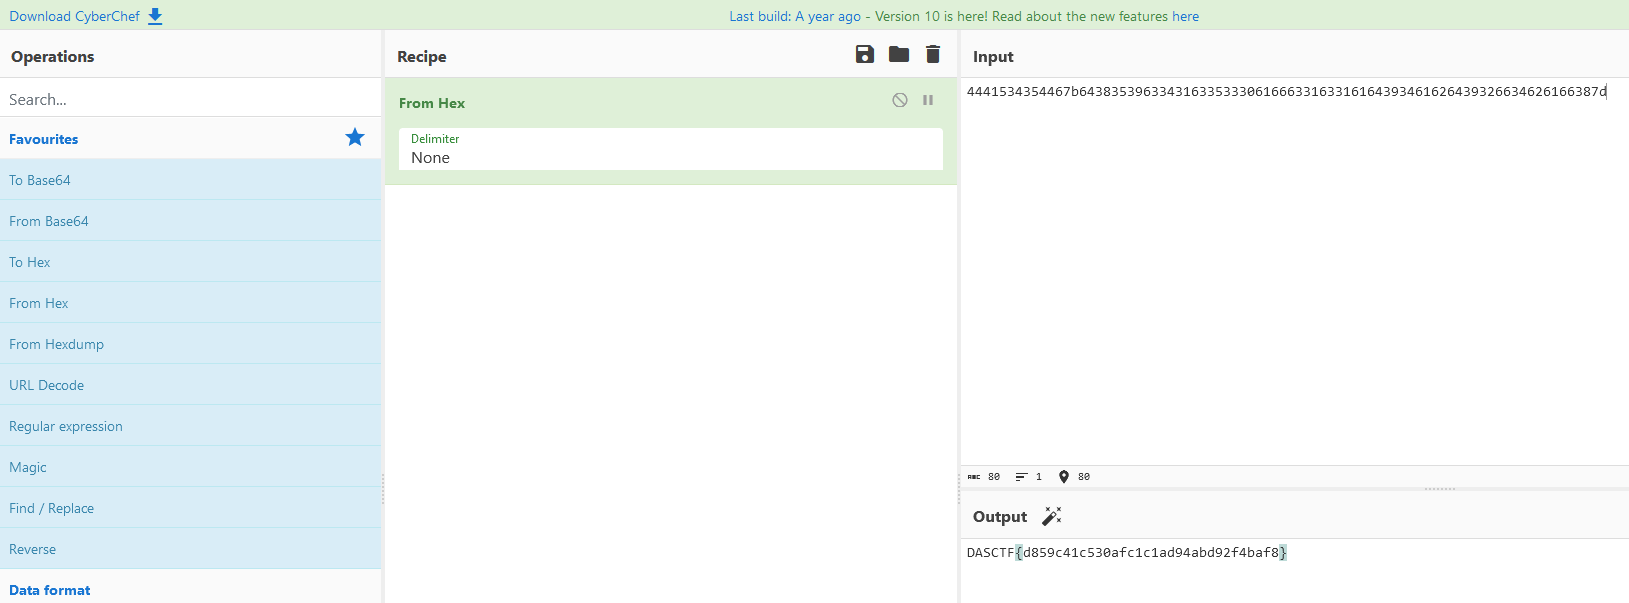 Download CyberChef
Last build: A year ago - Version 10 is here! Read about the new features here
Operations
Recipe
Input
Search...
Favourites
To Base64
From Base64
To Hex
From Hex
From Hexdump
URL Decode
Regular expression
Magic
Find / Replace
Reverse
Data format
From Hex
Delimiter
None
4441534354467b64383539633431633533306166633163316164393461626439326634626166387d
ABC 80 1 80
Output
DASCTF{d859c41c530afc1c1ad94abd92f4baf8}